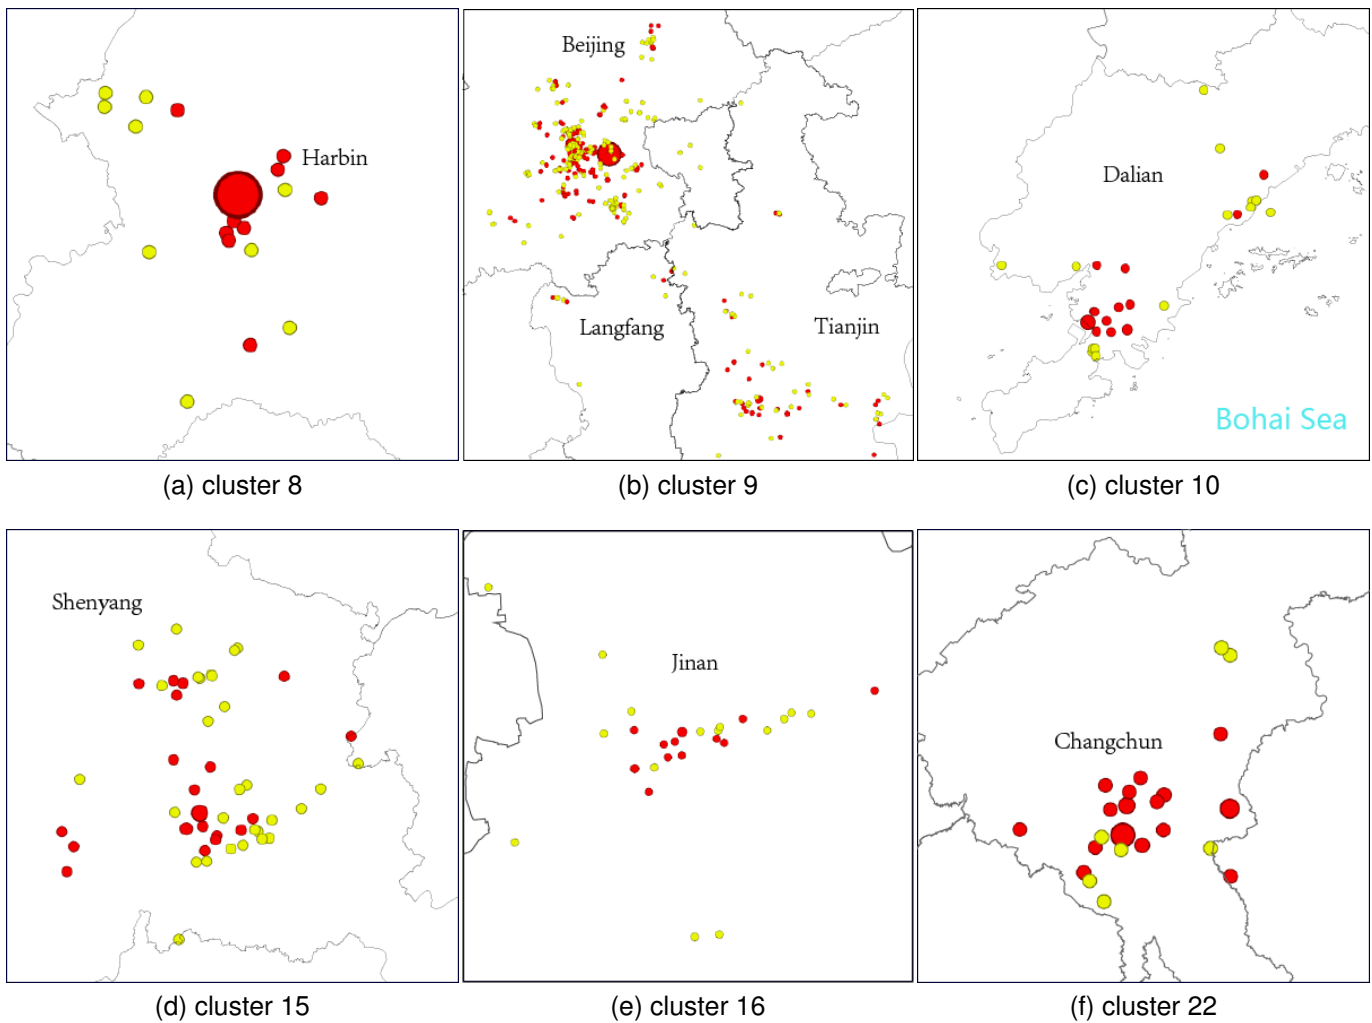 Harbin
(a) cluster 8
Beijing
Langfang
Tianjin
(b) cluster 9
Dalian
Bohai Sea
(c) cluster 10
Shenyang
(d) cluster 15
Jinan
(e) cluster 16
Changchun
(f) cluster 22